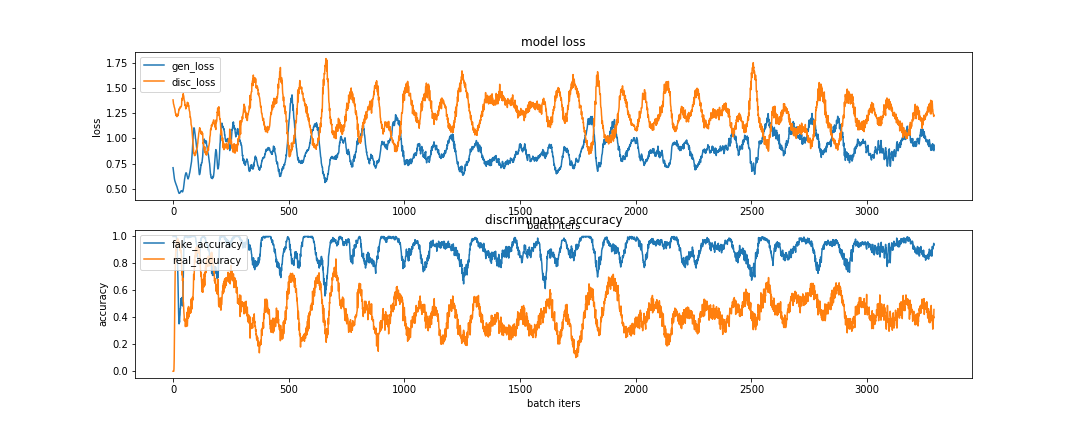 model loss
gen_loss
disc_loss
loss
1.75
1.50
1.25
1.00
0.75
0.50
0 500 1000 1500 2000 2500 3000
batch iters
discriminator accuracy
fake_accuracy
real_accuracy
accuracy
1.0
0.8
0.6
0.4
0.2
0.0
0 500 1000 1500 2000 2500 3000
batch iters